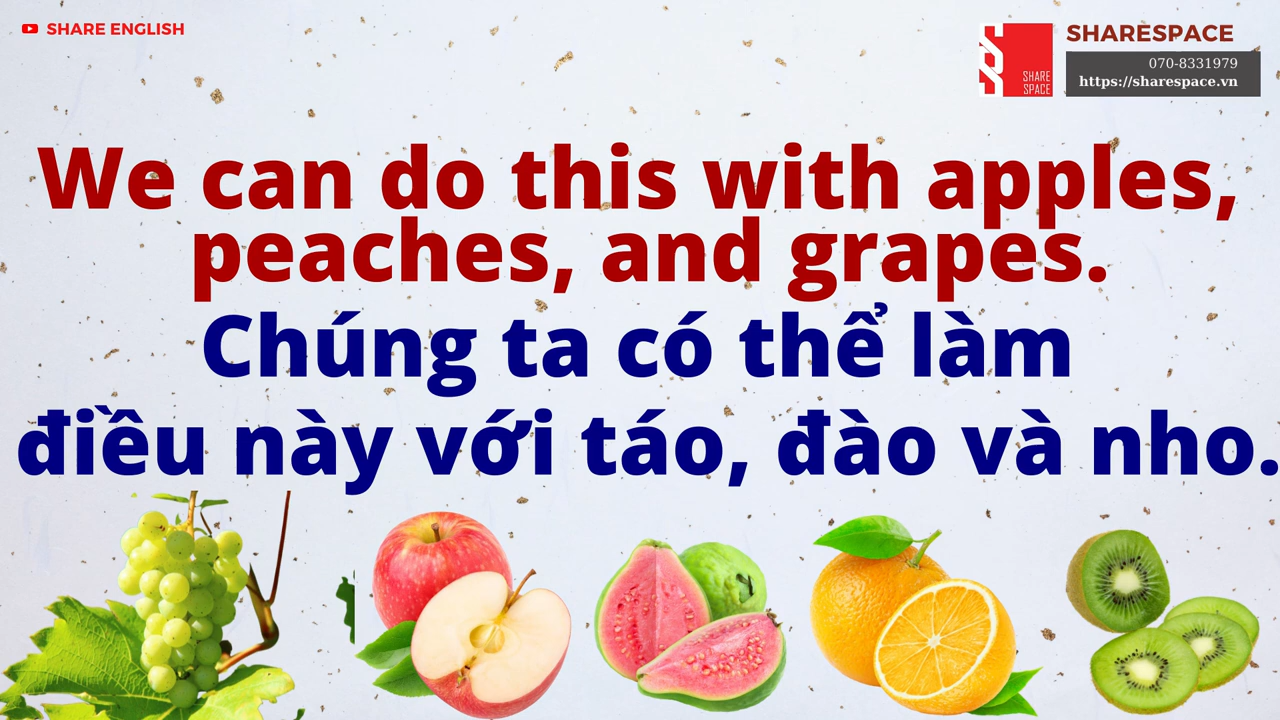 SHARE ENGLISH
SHARESPACE
070-8331979
https://sharespace.vn
SHARE
SPACE
We can do this with apples,
peaches, and grapes.
Chúng ta có thể làm
điều này với táo, đào và nho.